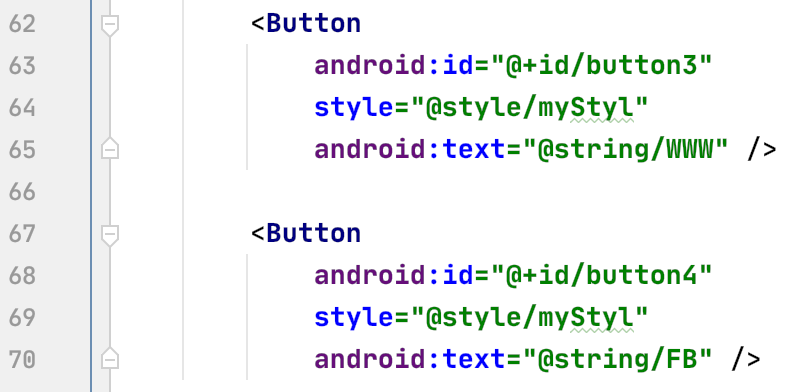 62 <Button
63 android:id="@+id/button3"
64 style="@style/myStyl"
65 android:text="@string/WWW" />
66
67 <Button
68 android:id="@+id/button4"
69 style="@style/myStyl"
70 android:text="@string/FB" />